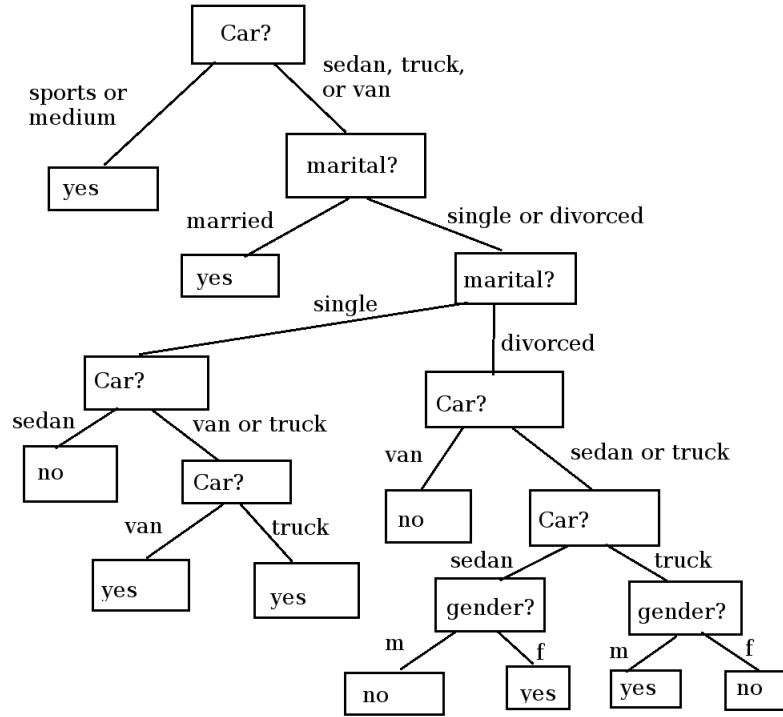 Car?
sports or
medium
sedan, truck,
or van
yes
marital?
married
single or divorced
yes
marital?
single
divorced
Car?
Car?
sedan
van or truck
van
sedan or truck
no
Car?
no
Car?
van
truck
sedan
truck
yes
yes
gender?
gender?
m
f
m
f
no
yes
yes
no